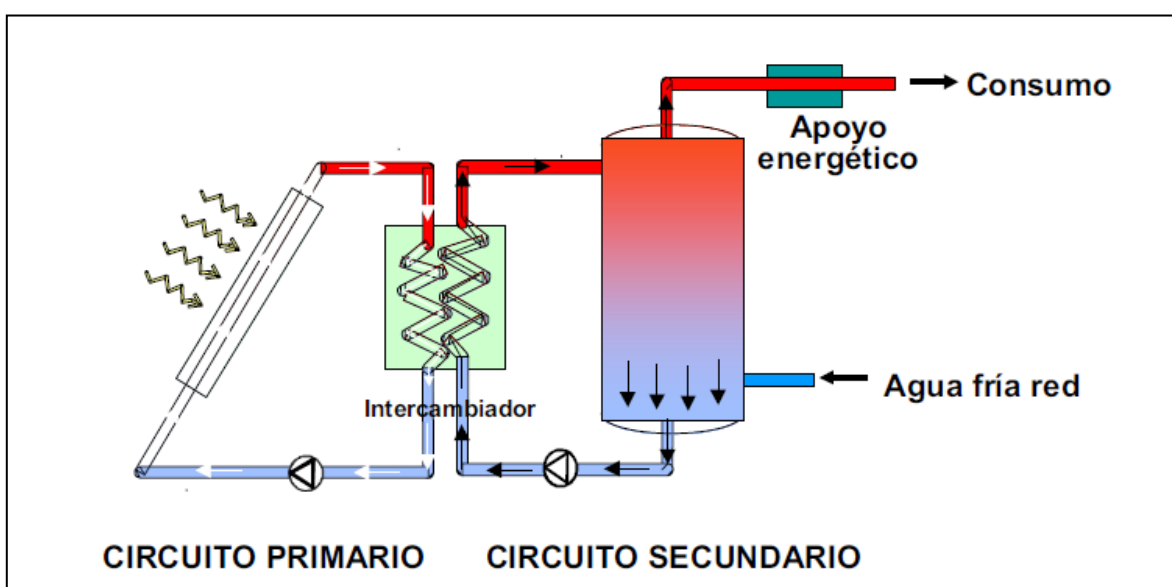 Consumo
Apoyo
energético
Agua fría red
Intercambiador
CIRCUITO PRIMARIO
CIRCUITO SECUNDARIO